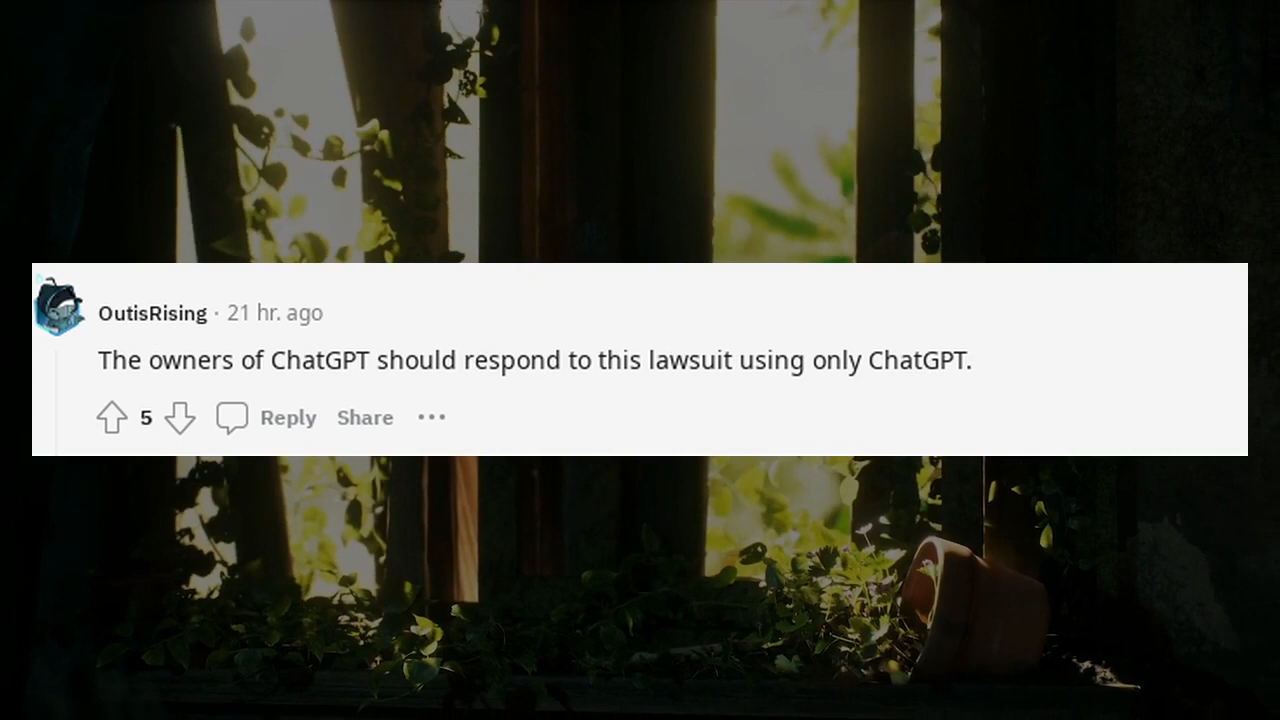 OutisRising · 21 hr. ago
The owners of ChatGPT should respond to this lawsuit using only ChatGPT.
5 Reply Share